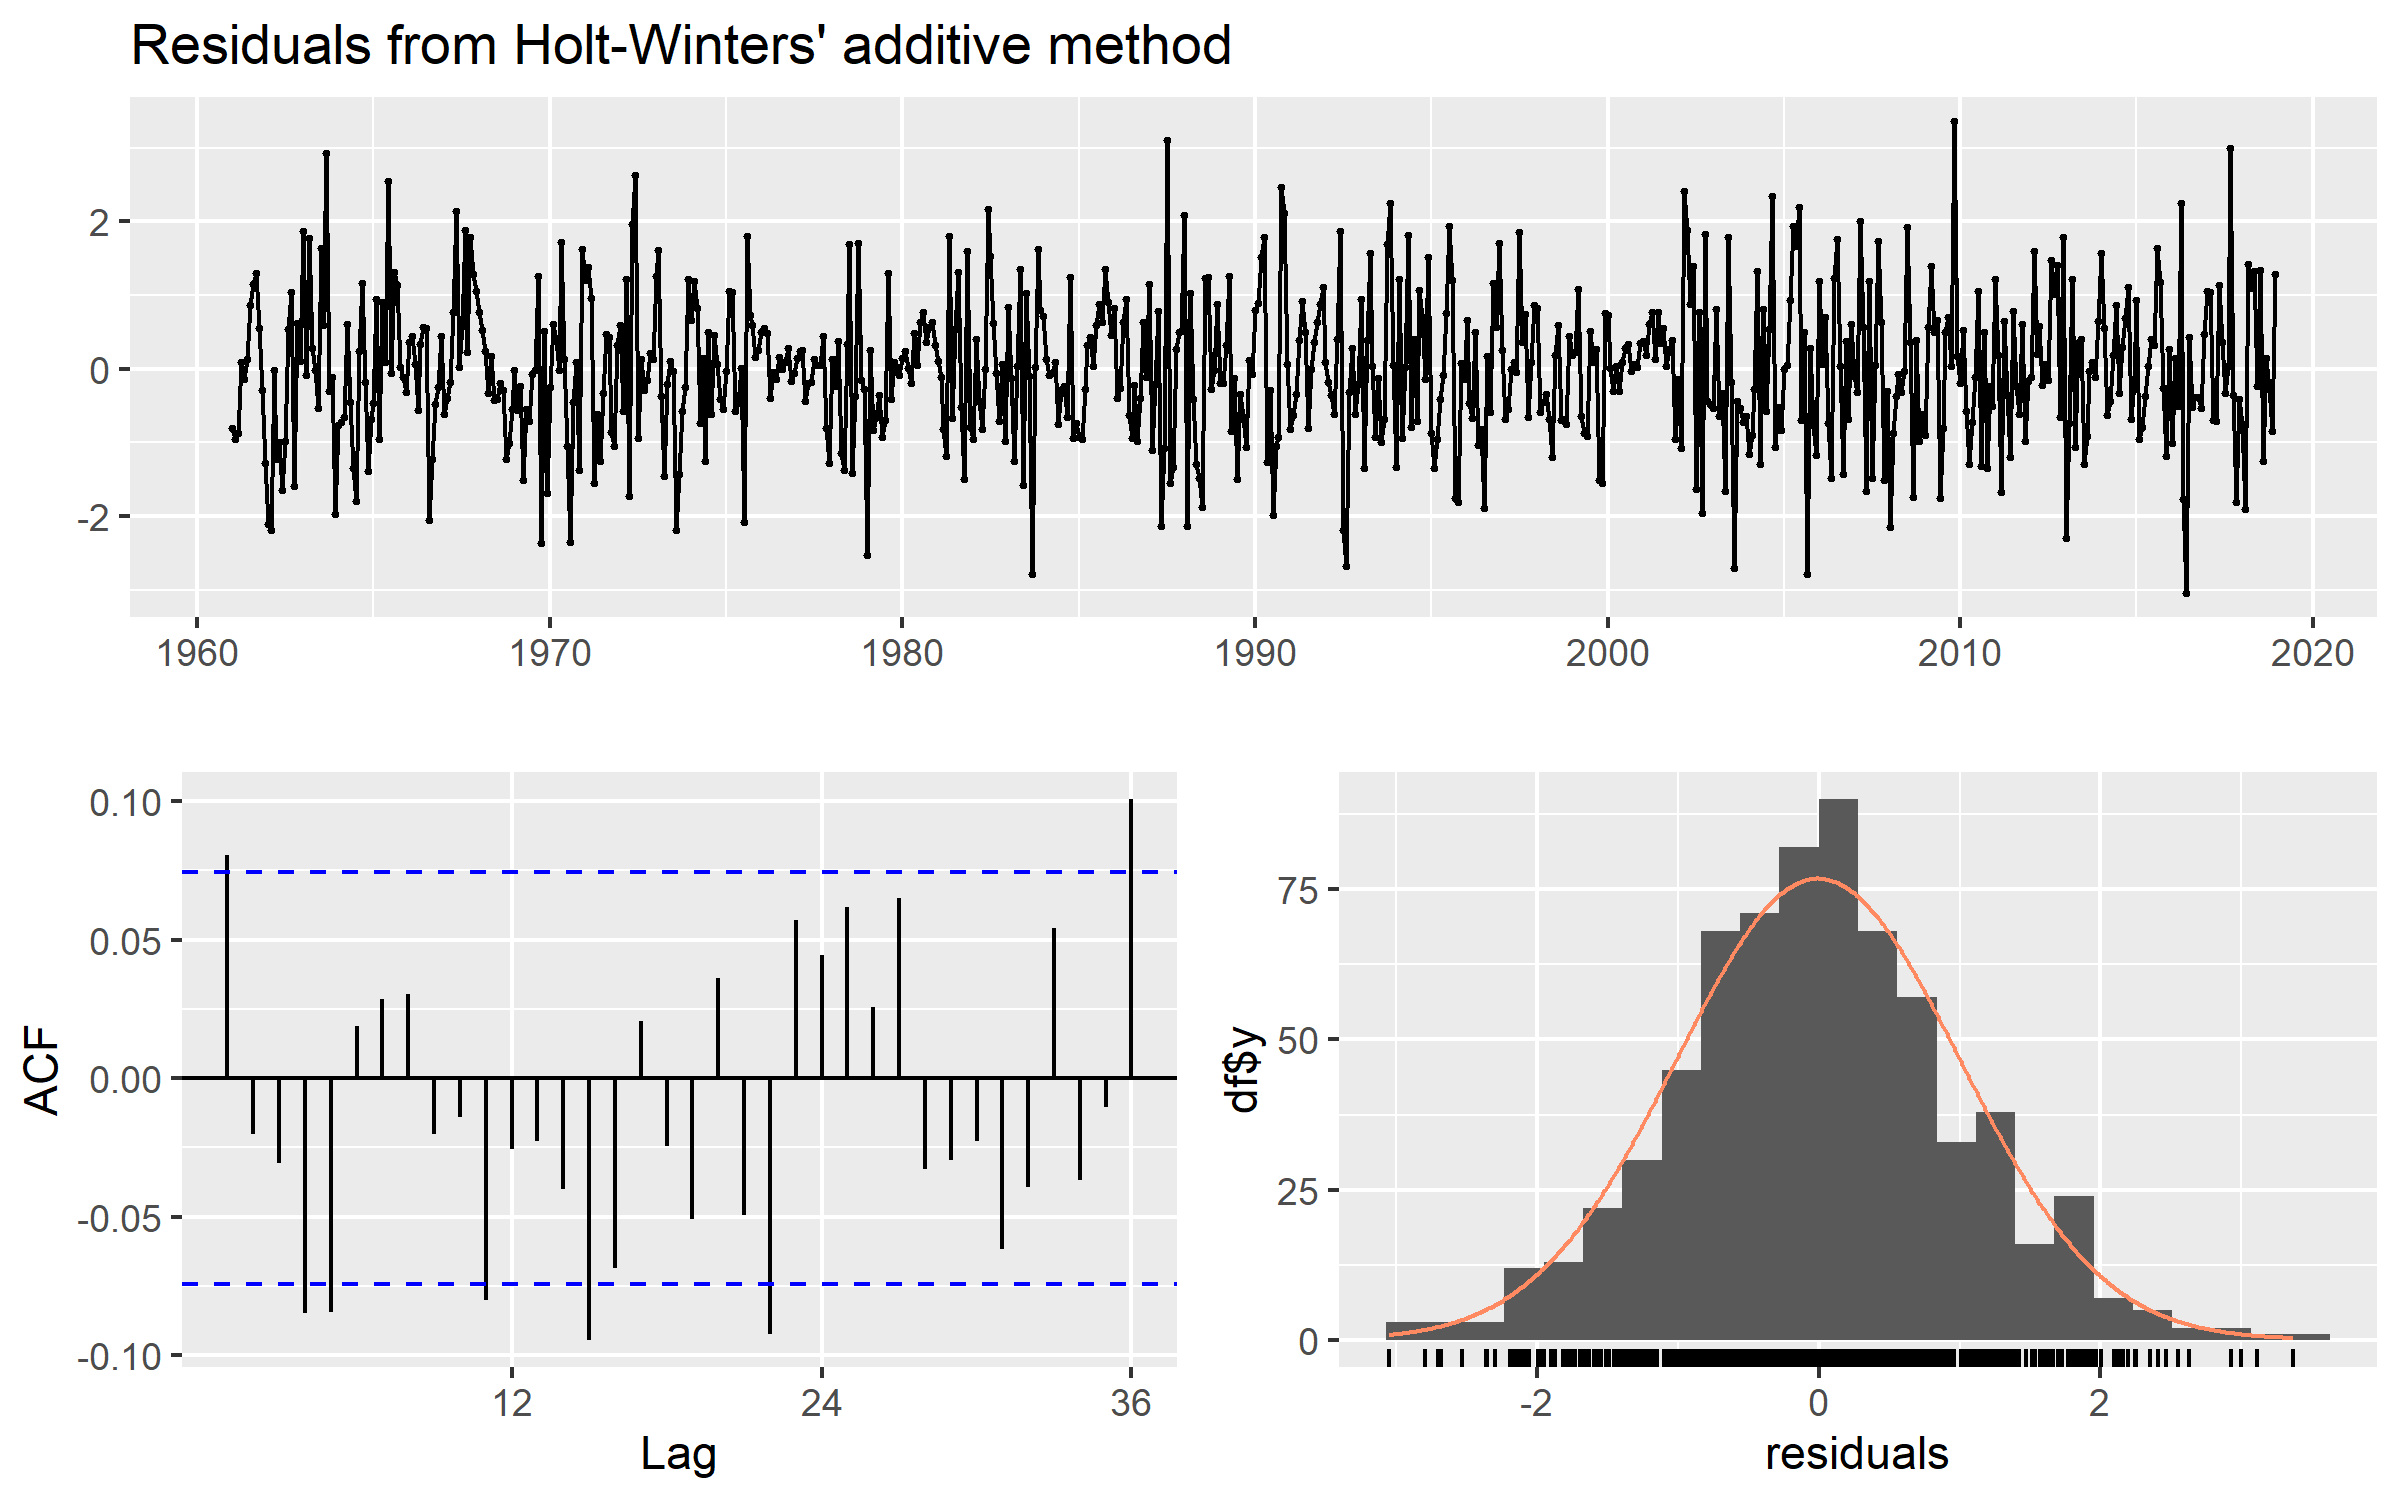 Residuals from Holt-Winters' additive method
2
0
-2
1960 1970 1980 1990 2000 2010 2020
0.10
0.05
0.00
-0.05
-0.10
ACF
12 24 36
Lag
75
50
25
0
df$y
-2 0 2
residuals